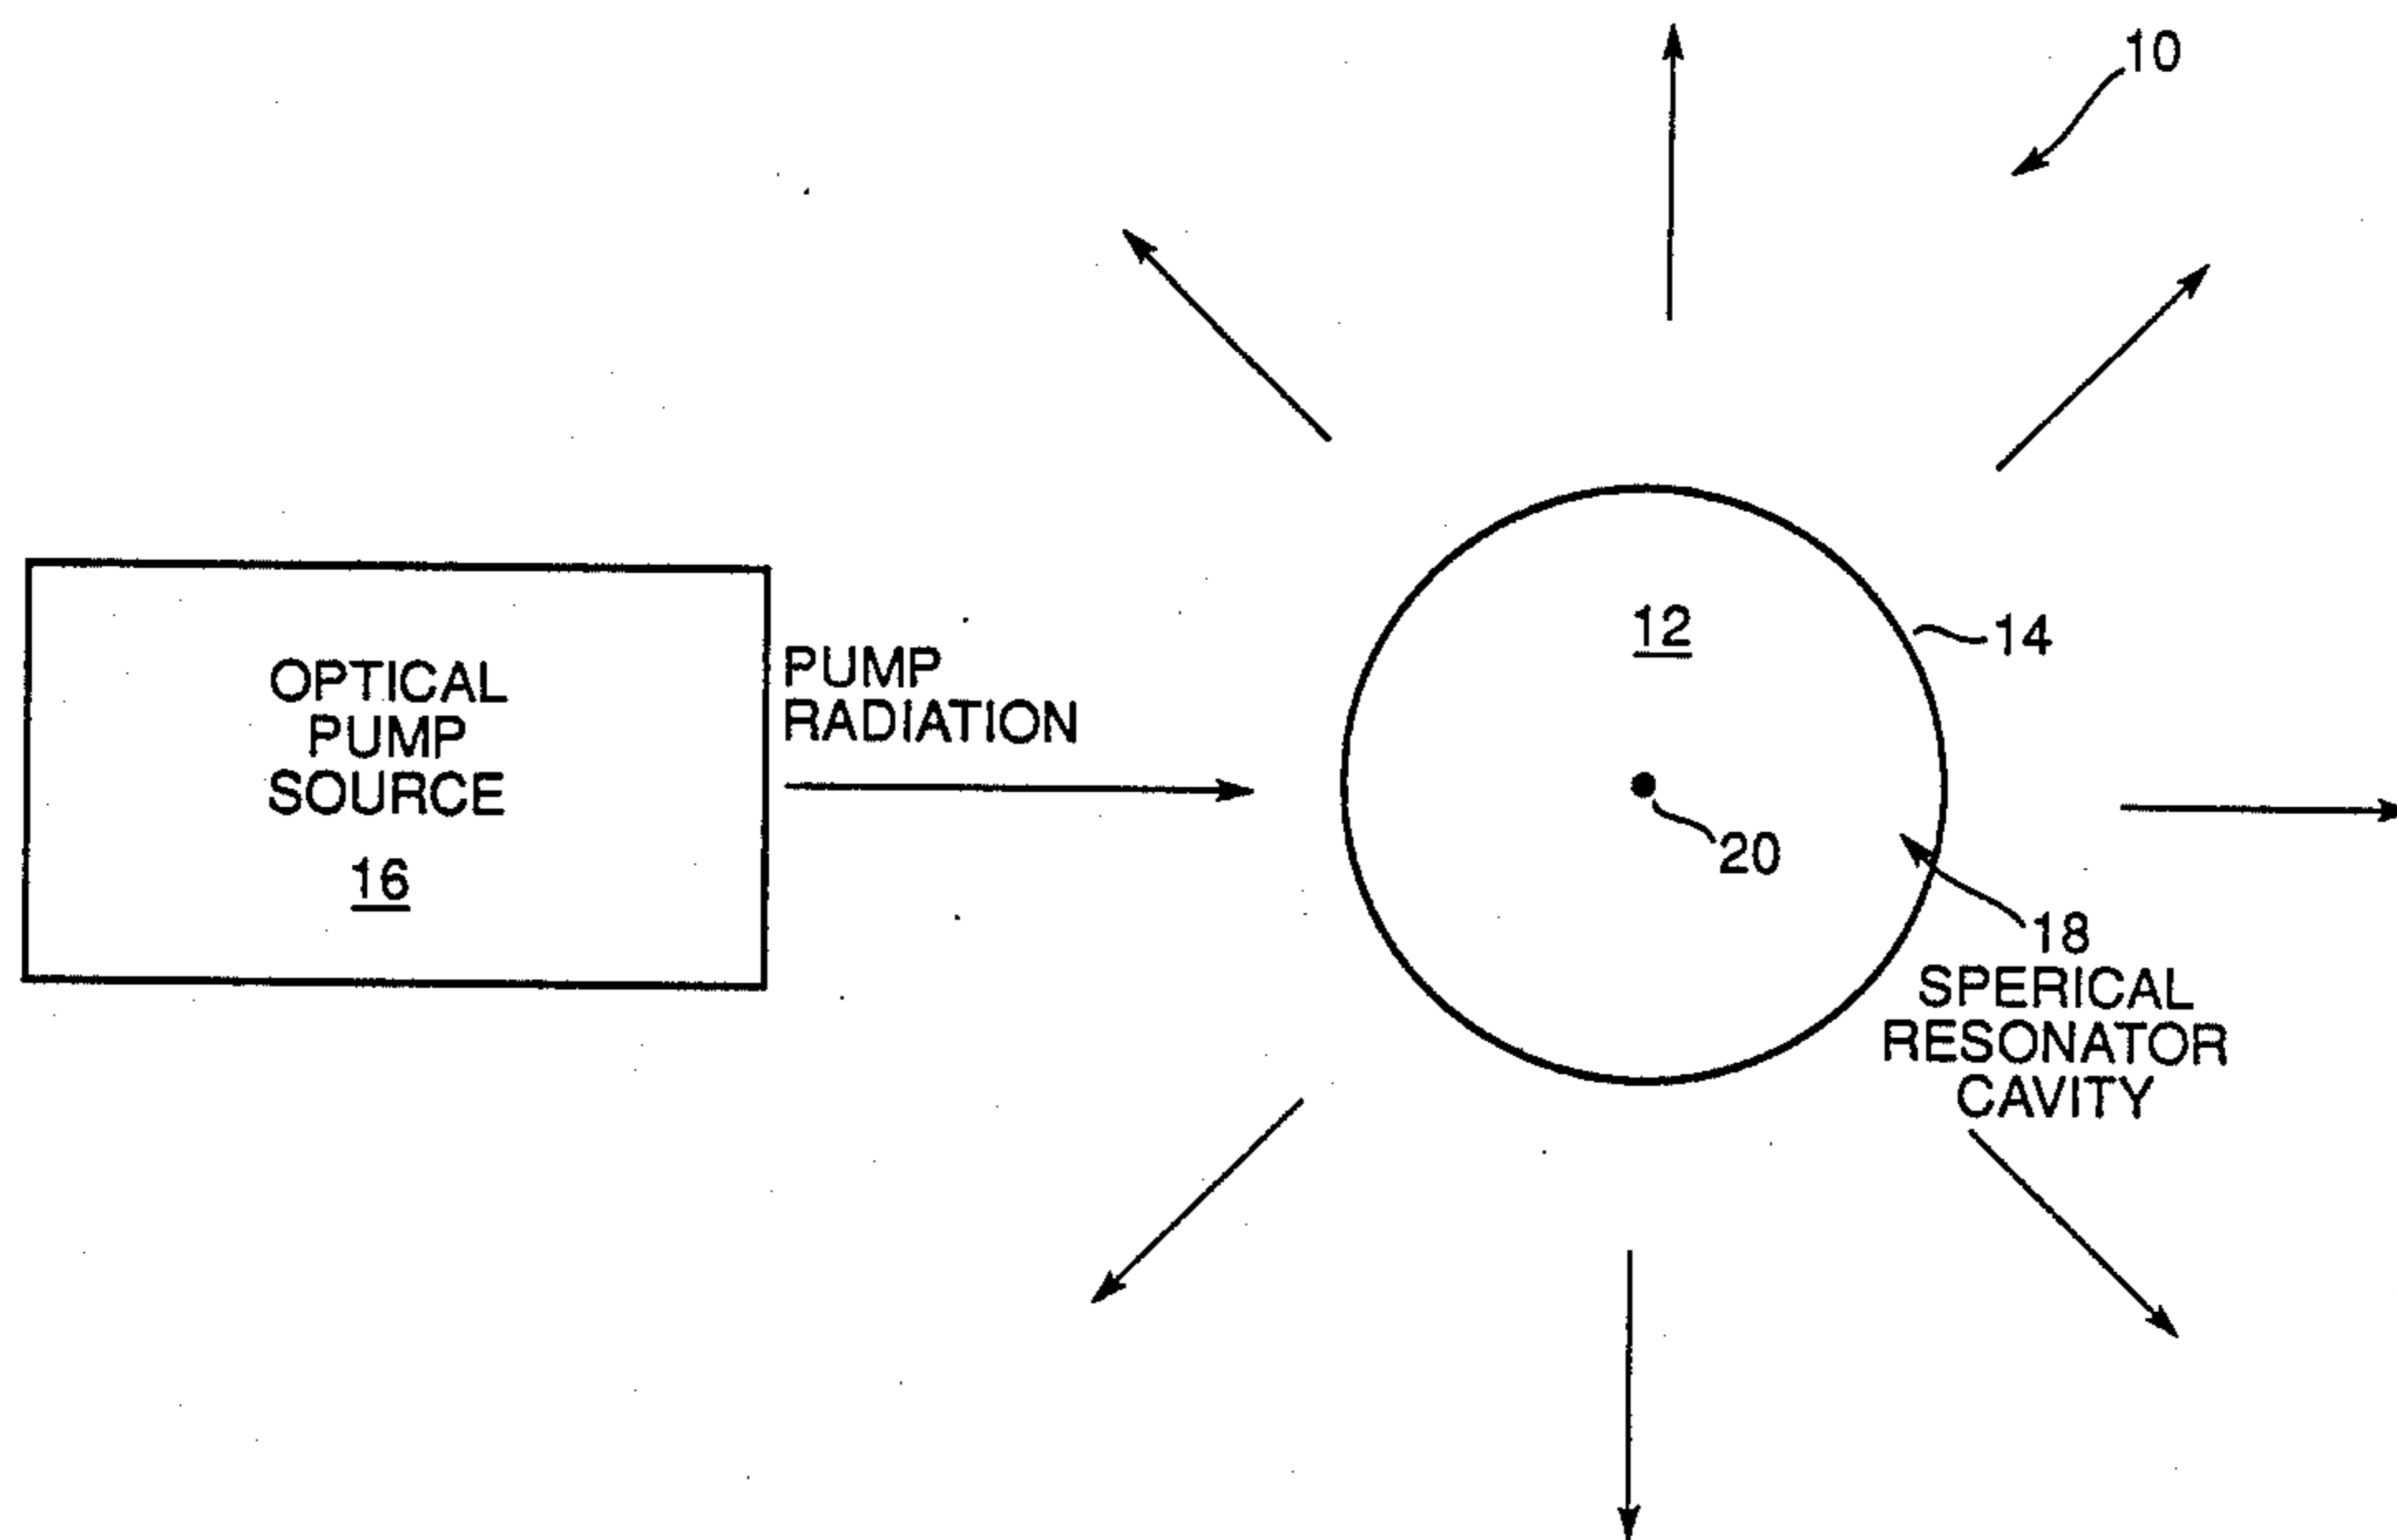 10
OPTICAL
PUMP
SOURCE
16
PUMP
RADIATION
12
14
20
18
SPERICAL
RESONATOR
CAVITY